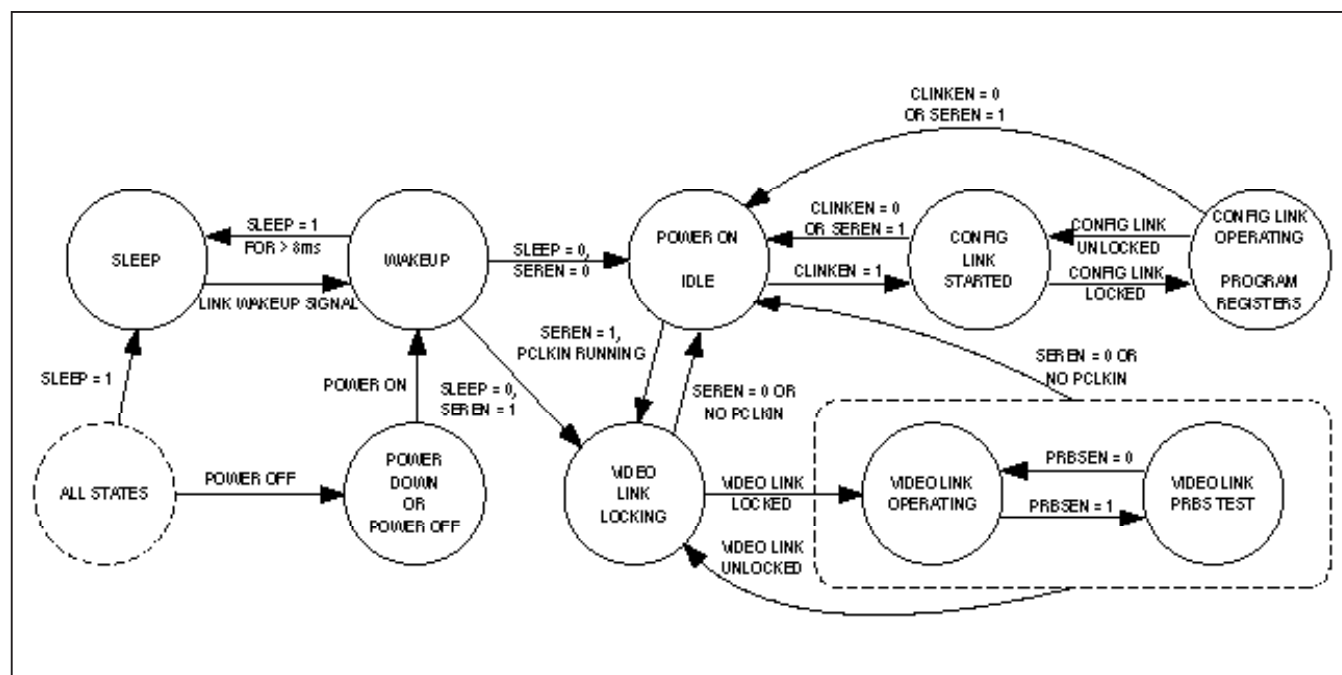 CLINKEN = 0
OR SEREN = 1
SLEEP = 1
FOR > 8ms
SLEEP
LINK WAKEUP SIGNAL
WAKEUP
SLEEP = 0,
SEREN = 0
POWER ON
IDLE
CLINKEN = 0
OR SEREN = 1
CLINKEN = 1
CONFIG
LINK
STARTED
CONFIG LINK
UNLOCKED
CONFIG LINK
LOCKED
CONFIG LINK
OPERATING
PROGRAM
REGISTERS
SLEEP = 1
POWER ON
SLEEP = 0,
SEREN = 1
SEREN = 1,
PCLKIN RUNNING
SEREN = 0 OR
NO PCLKIN
SEREN = 0 OR
NO PCLKIN
ALL STATES
POWER OFF
POWER
DOWN
OR
POWER OFF
VIDEO
LINK
LOCKING
VIDEO LINK
LOCKED
VIDEO LINK
OPERATING
PRBSEN = 0
PRBSEN = 1
VIDEO LINK
PRBS TEST
VIDEO LINK
UNLOCKED